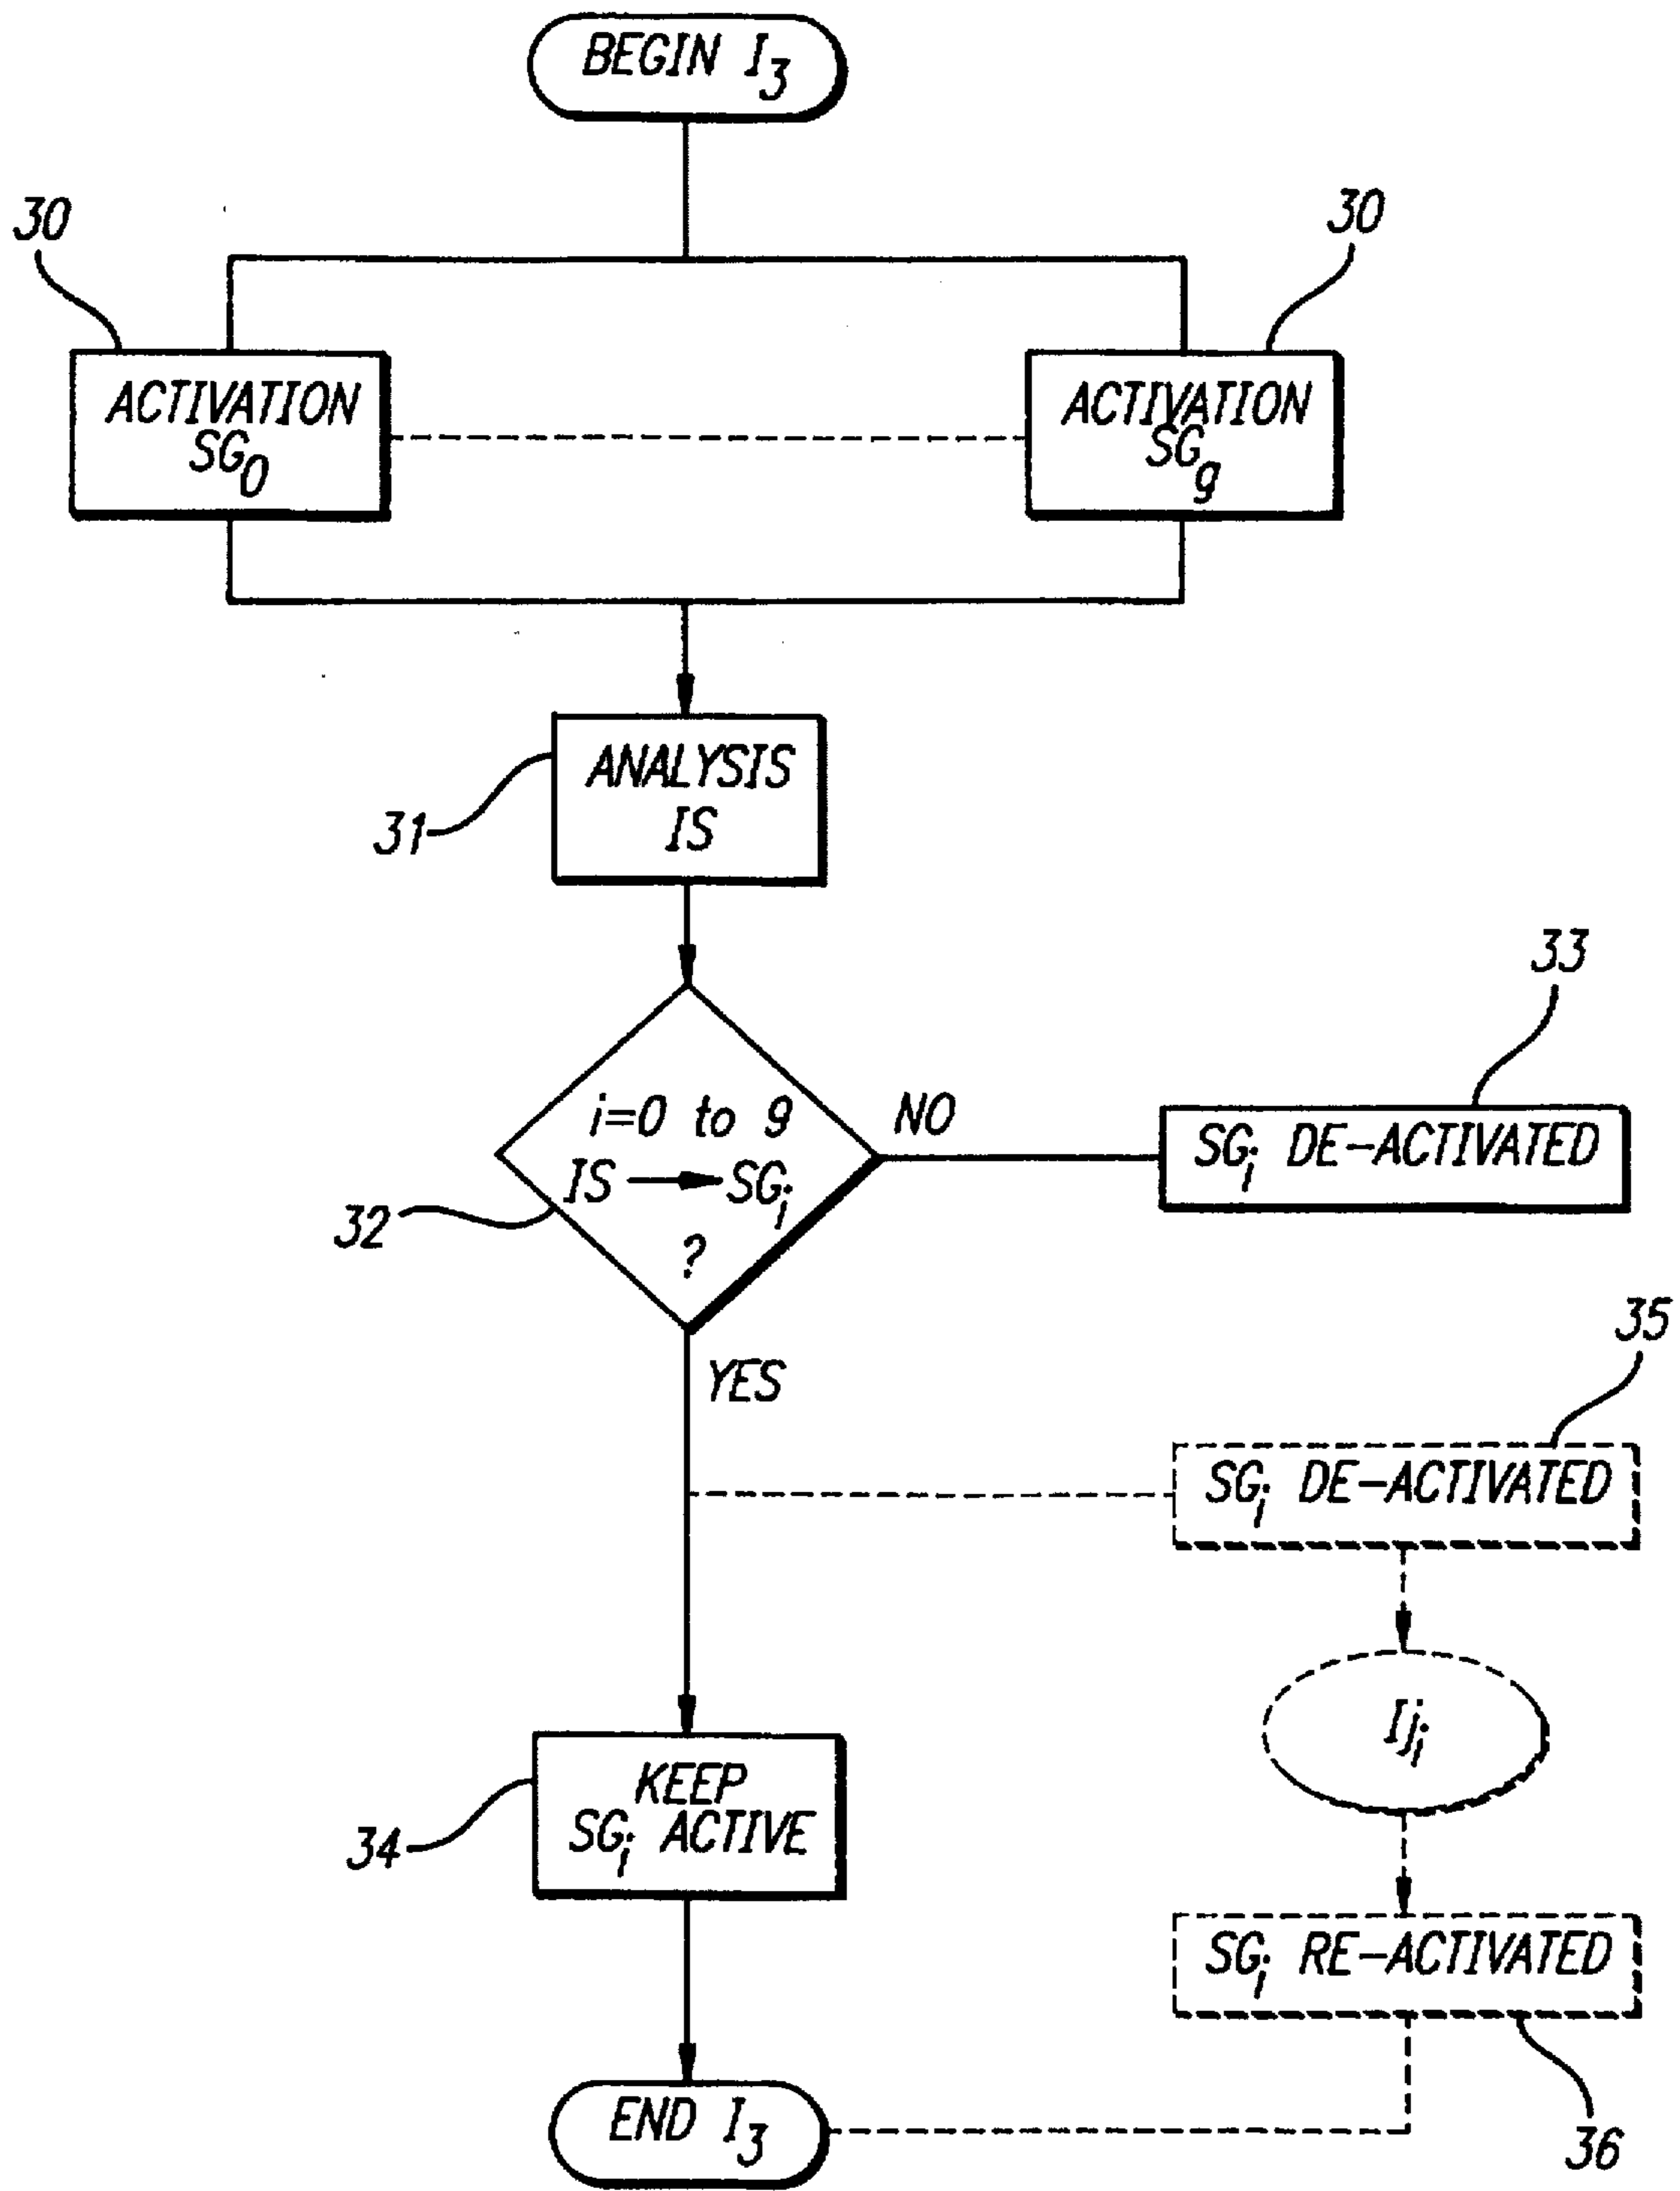 BEGIN I3
30
30
ACTIVATION
SG0
ACTIVATION
SGg
ANALYSIS
IS
31
33
i=0 to 9
IS → SGi
?
NO
SGi DE-ACTIVATED
32
35
YES
SGi DE-ACTIVATED
Iji
KEEP
SGi ACTIVE
34
SGi RE-ACTIVATED
END I3
36